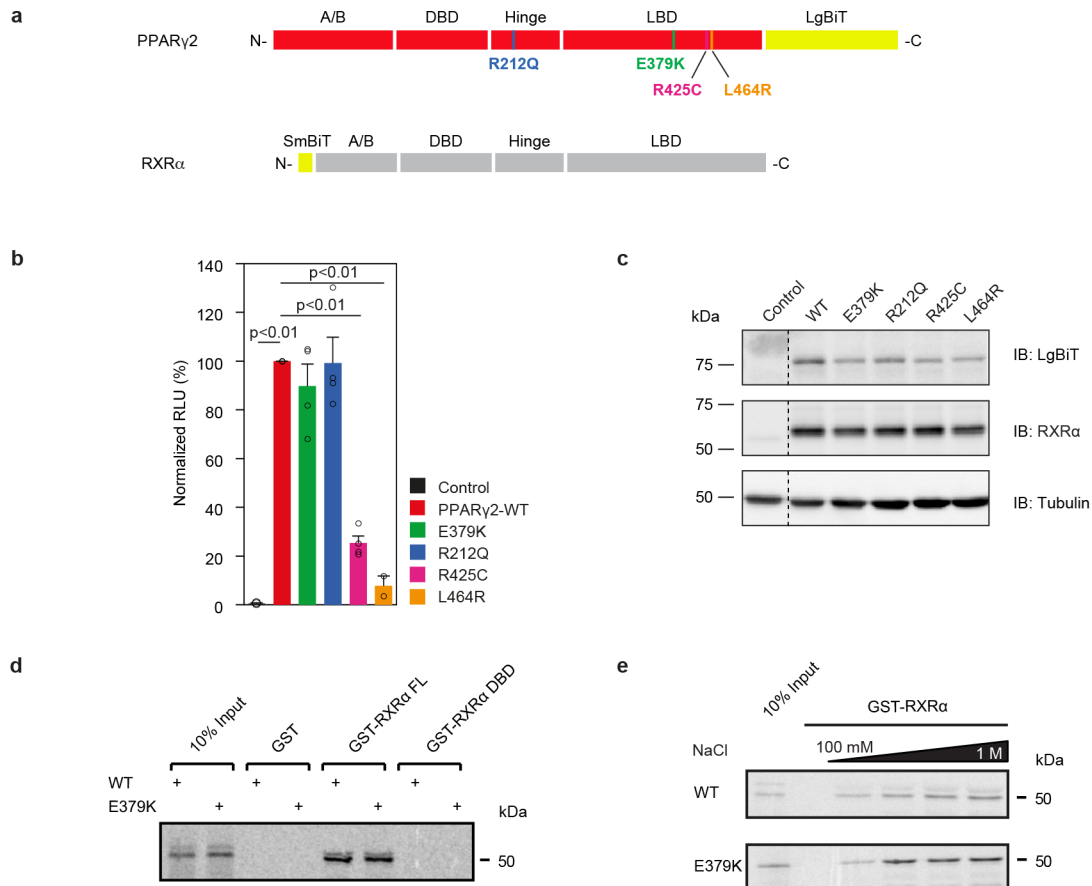 a
A/B DBD Hinge LBD LgBiT
PPARγ2 N- -C
R212Q E379K
R425C L464R
SmBiT A/B DBD Hinge LBD
RXRα N- -C
b
140
120
100
80
60
40
20
0
Normalized RLU (%)
p<0.01
p<0.01
p<0.01
Control
PPARγ2-WT
E379K
R212Q
R425C
L464R
c
kDa Control WT E379K R212Q R425C L464R
75 IB: LgBiT
75
50 IB: RXRα
50 IB: Tubulin
d
10% Input GST GST-RXRα FL GST-RXRα DBD
WT + + +
E379K + + + + kDa
50
e
10% Input GST-RXRα
NaCl 100 mM 1 M kDa
WT 50
E379K 50